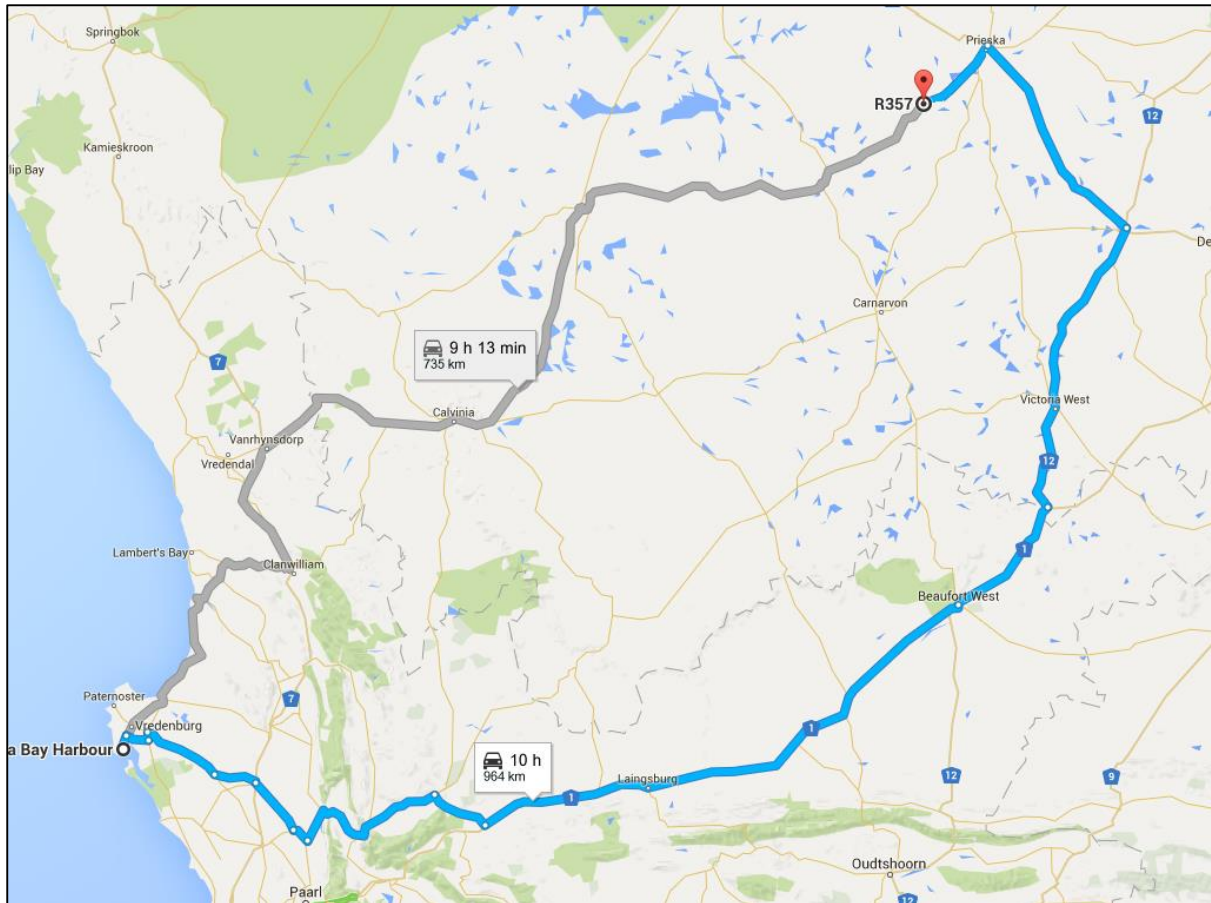 Springbok
Prieska
R357
12
Kamieskroon
lip Bay
De
Carnarvon
9 h 13 min
735 km
7
Calvinia
Victoria West
Vanrhynsdorp
Vredendal
12
Lambert's Bay
Clanwilliam
1
Beaufort West
Paternoster
7
Vredenburg
1
a Bay Harbour
10 h
964 km
Laingsburg
12
9
1
Oudtshoorn
Paarl
12